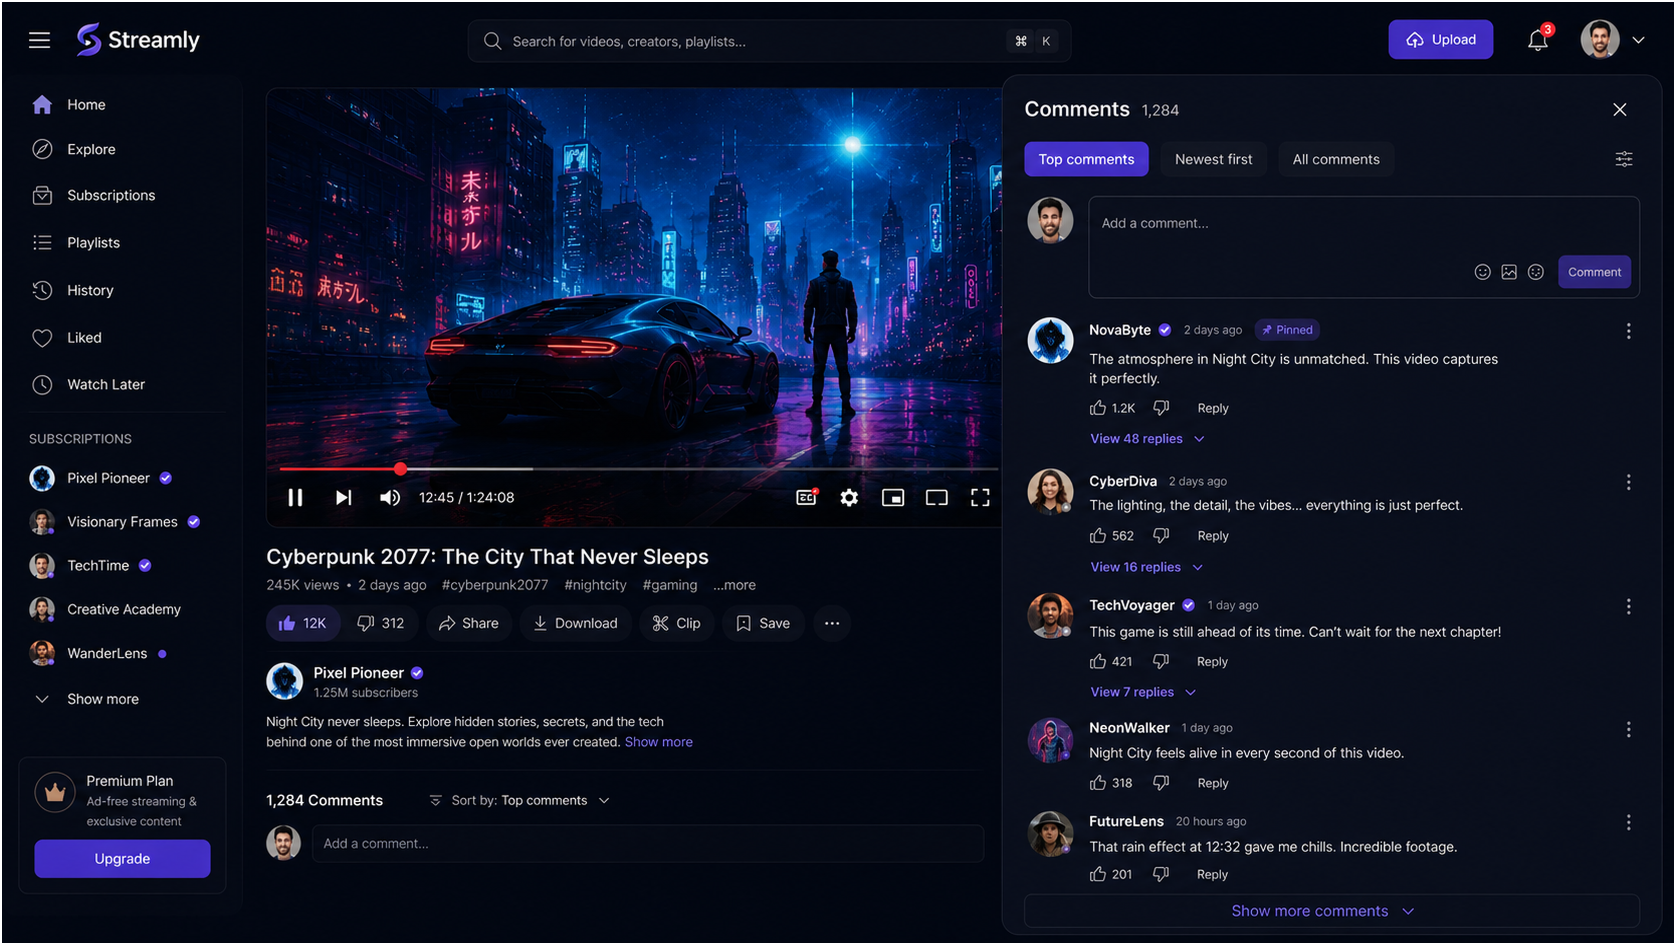 Streamly
Search for videos, creators, playlists...
⌘ K
Upload
3
Home
Explore
Subscriptions
Playlists
History
Liked
Watch Later
SUBSCRIPTIONS
Pixel Pioneer
Visionary Frames
TechTime
Creative Academy
WanderLens
Show more
Premium Plan
Ad-free streaming &
exclusive content
Upgrade
未来
12:45 / 1:24:08
Cyberpunk 2077: The City That Never Sleeps
245K views • 2 days ago #cyberpunk2077 #nightcity #gaming ...more
12K
312
Share
Download
Clip
Save
Pixel Pioneer
1.25M subscribers
Night City never sleeps. Explore hidden stories, secrets, and the tech
behind one of the most immersive open worlds ever created. Show more
1,284 Comments
Sort by: Top comments
Add a comment...
Comments 1,284
Top comments
Newest first
All comments
Add a comment...
Comment
NovaByte 2 days ago Pinned
The atmosphere in Night City is unmatched. This video captures
it perfectly.
1.2K Reply
View 48 replies
CyberDiva 2 days ago
The lighting, the detail, the vibes... everything is just perfect.
562 Reply
View 16 replies
TechVoyager 1 day ago
This game is still ahead of its time. Can't wait for the next chapter!
421 Reply
View 7 replies
NeonWalker 1 day ago
Night City feels alive in every second of this video.
318 Reply
FutureLens 20 hours ago
That rain effect at 12:32 gave me chills. Incredible footage.
201 Reply
Show more comments